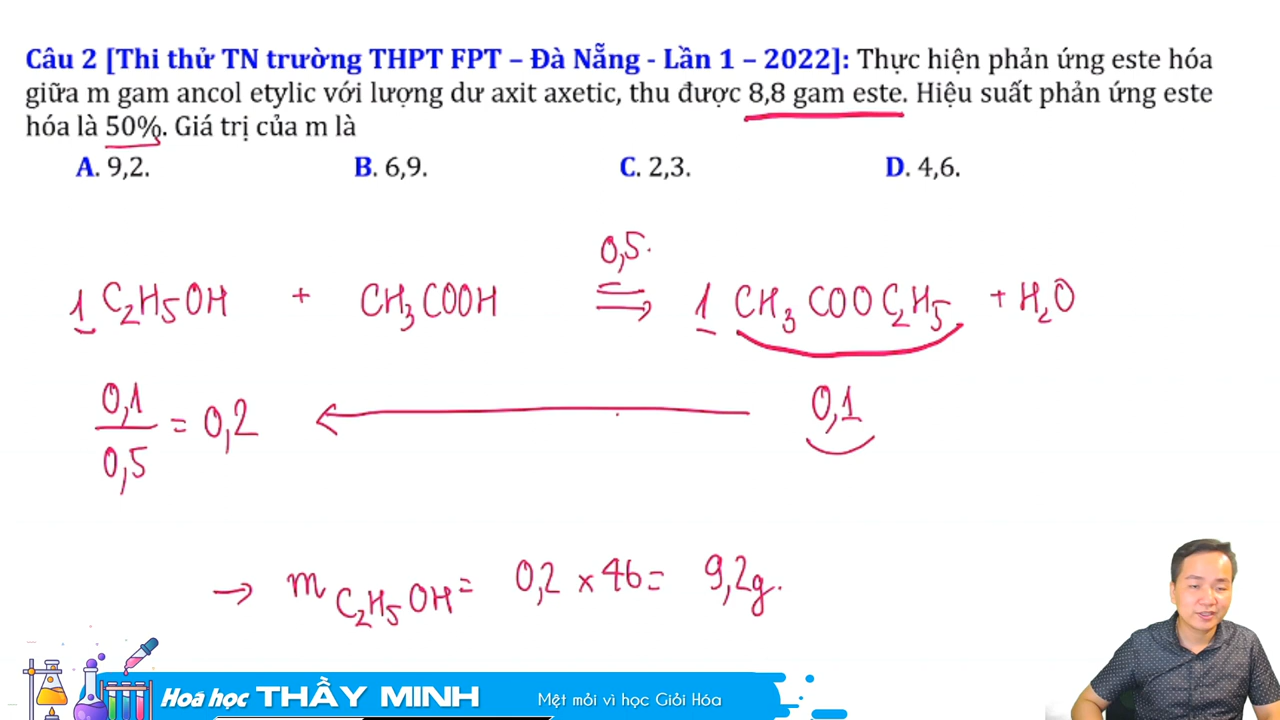 Câu 2 [Thi thử TN trường THPT FPT – Đà Nẵng - Lần 1 – 2022]: Thực hiện phản ứng este hóa
giữa m gam ancol etylic với lượng dư axit axetic, thu được 8,8 gam este. Hiệu suất phản ứng este
hóa là 50%. Giá trị của m là
A. 9,2. B. 6,9. C. 2,3. D. 4,6.
0,5.
1 C₂H₅OH + CH₃COOH ⇌ 1 CH₃COOC₂H₅ + H₂O
0,1/0,5 = 0,2 ← 0,1
→ m C₂H₅OH = 0,2 × 46 = 9,2g.
Hoá học THẦY MINH Mệt mỏi vì học Giỏi Hóa